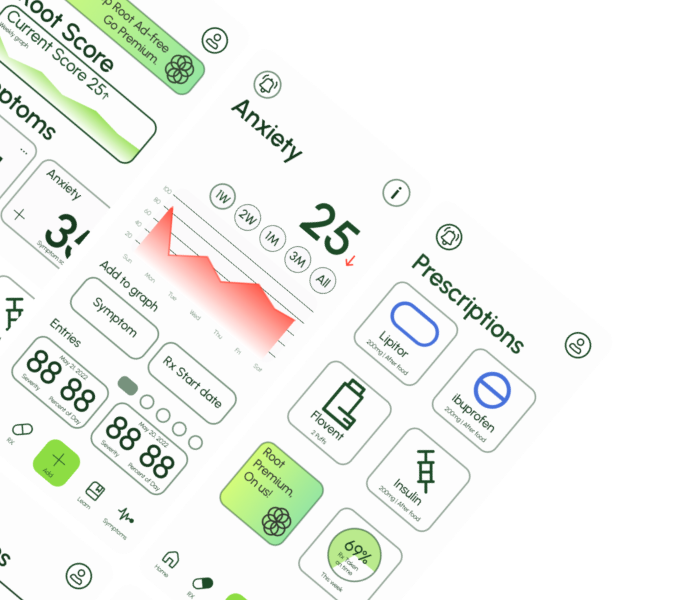 Root Score
p Root Ad-free
Go Premium.
Current Score 25↑
Weekly graph
ptoms
...
Anxiety
+
Anxiety
i
25↓
1W
2W
1M
3M
All
100
80
60
40
20
Sun
Mon
Tue
Wed
Thu
Fri
Sat
Add to graph
Symptom
Rx Start date
Entries
May 21, 2022
88 88
Severity
Percent of Day
May 20, 2022
88 88
Severity
Percent of Day
RX
Add
Learn
Symptoms
Prescriptions
Lipitor
200mg | After food
ibuprofen
200mg | After food
Flovent
2 Puffs
Insulin
200mg | After food
Root
Premium.
On us!
69%
Rx Taken
on time
This week
Home
RX